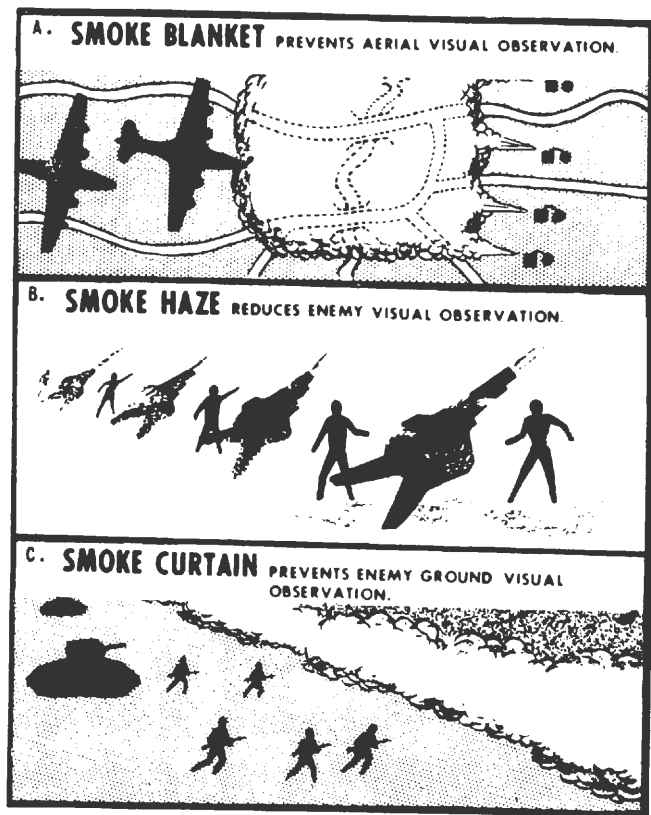 A. SMOKE BLANKET PREVENTS AERIAL VISUAL OBSERVATION.
B. SMOKE HAZE REDUCES ENEMY VISUAL OBSERVATION.
C. SMOKE CURTAIN PREVENTS ENEMY GROUND VISUAL
OBSERVATION.